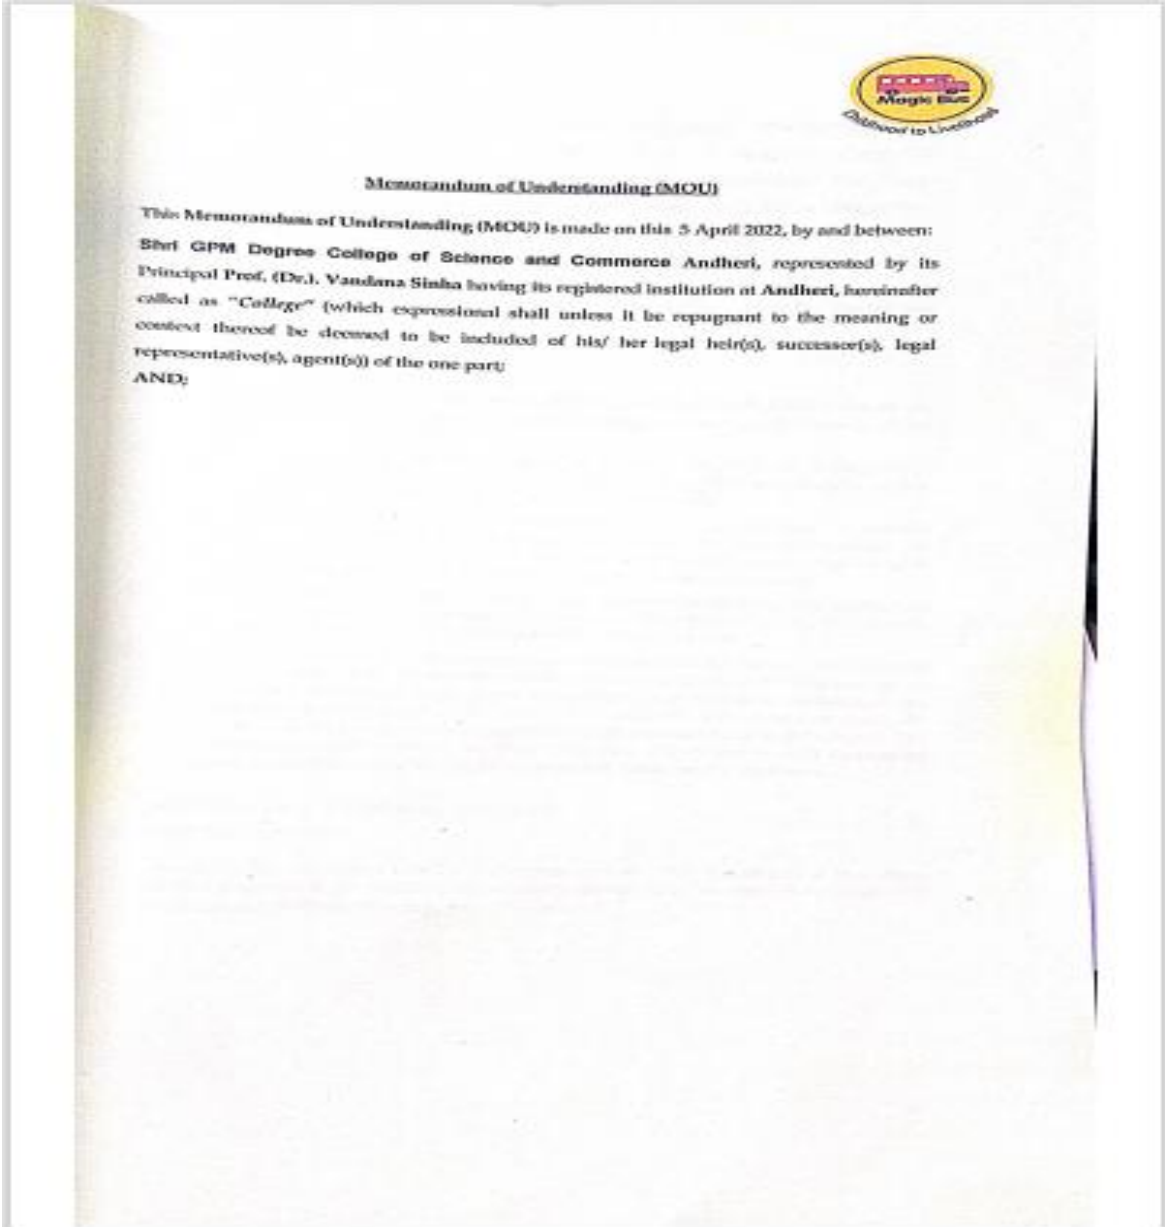 Magic Bus
Childhood to Livelihood
Memorandum of Understanding (MOU)
This Memorandum of Understanding (MOU) is made on this 5 April 2022, by and between:
Shri GPM Degree College of Science and Commerce Andheri, represented by its
Principal Prof. (Dr.). Vandana Sinha having its registered institution at Andheri, hereinafter
called as "College" (which expressional shall unless it be repugnant to the meaning or
context thereof be deemed to be included of his/ her legal heir(s), successor(s), legal
representative(s), agent(s)) of the one part;
AND;